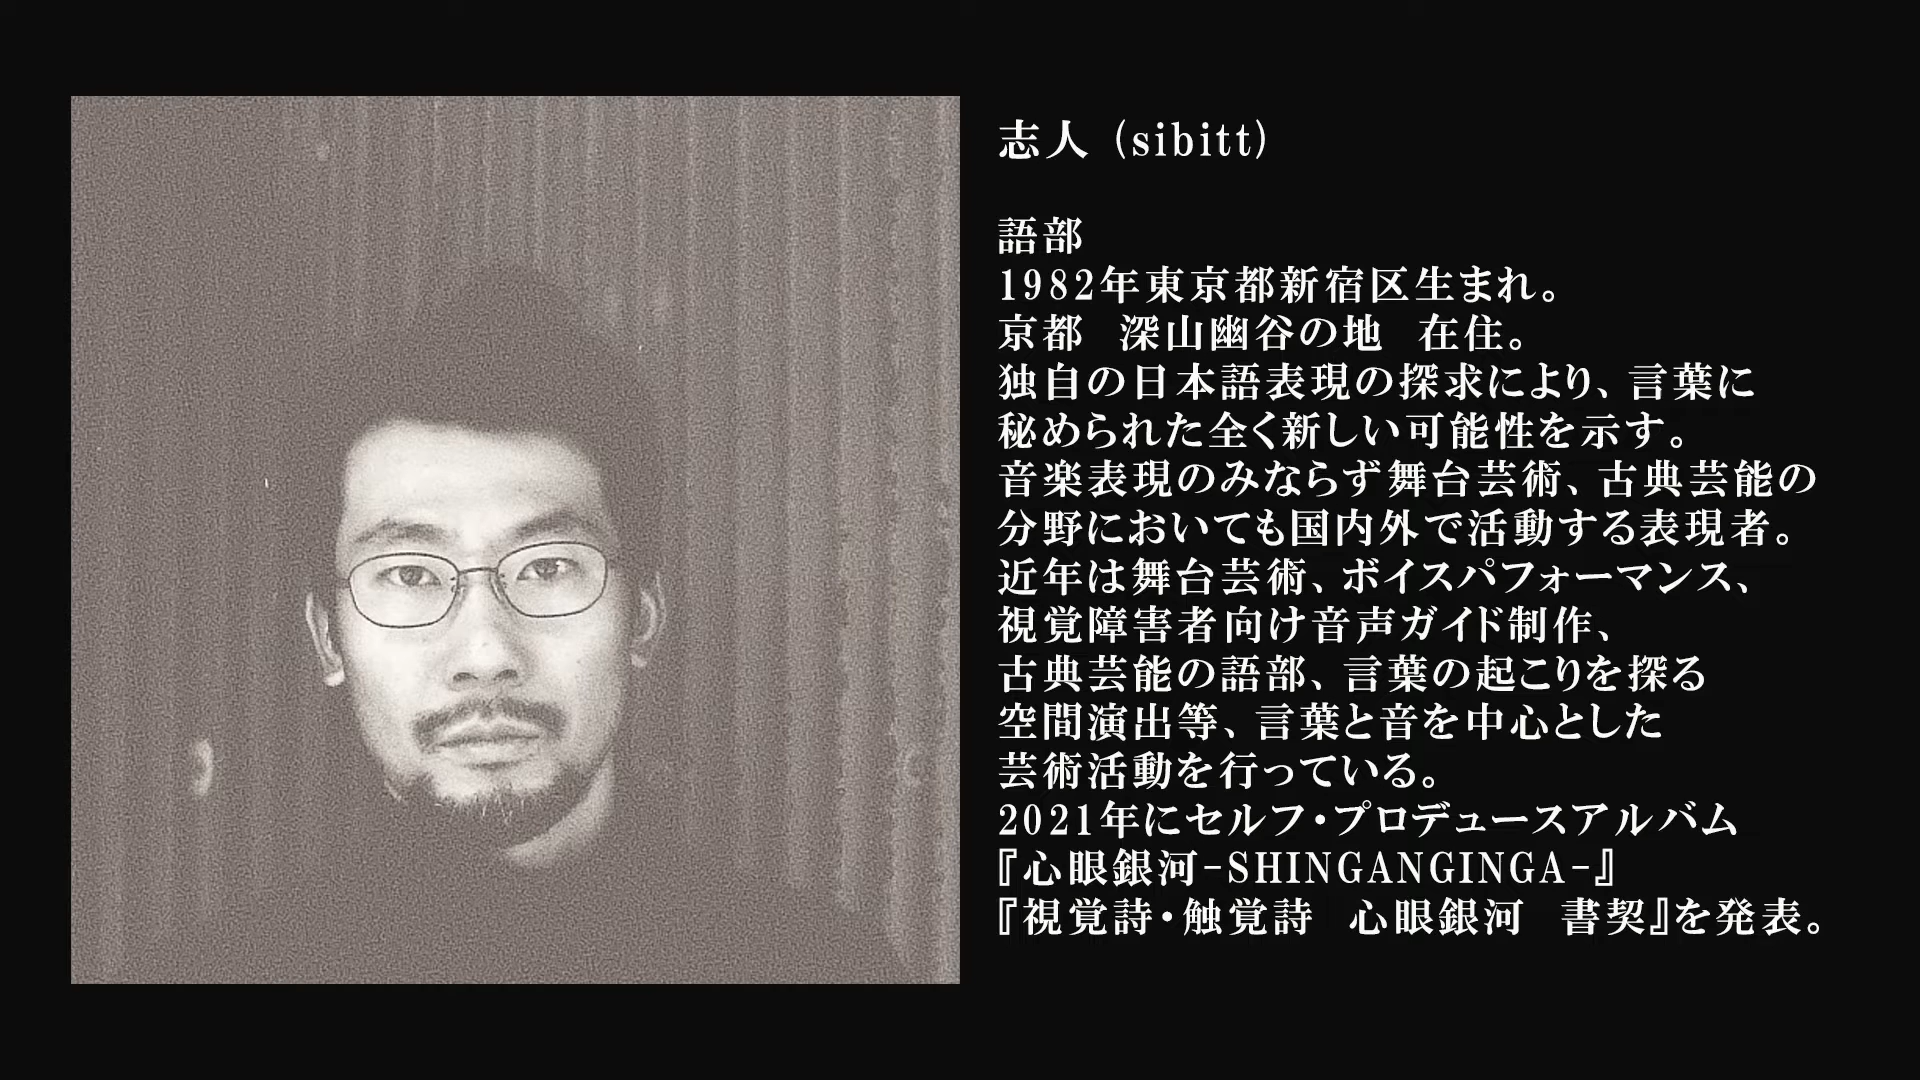 志人 (sibitt)
語部
1982年東京都新宿区生まれ。
京都　深山幽谷の地　在住。
独自の日本語表現の探求により、言葉に
秘められた全く新しい可能性を示す。
音楽表現のみならず舞台芸術、古典芸能の
分野においても国内外で活動する表現者。
近年は舞台芸術、ボイスパフォーマンス、
視覚障害者向け音声ガイド制作、
古典芸能の語部、言葉の起こりを探る
空間演出等、言葉と音を中心とした
芸術活動を行っている。
2021年にセルフ・プロデュースアルバム
『心眼銀河-SHINGANGINGA-』
『視覚詩・触覚詩　心眼銀河　書契』を発表。